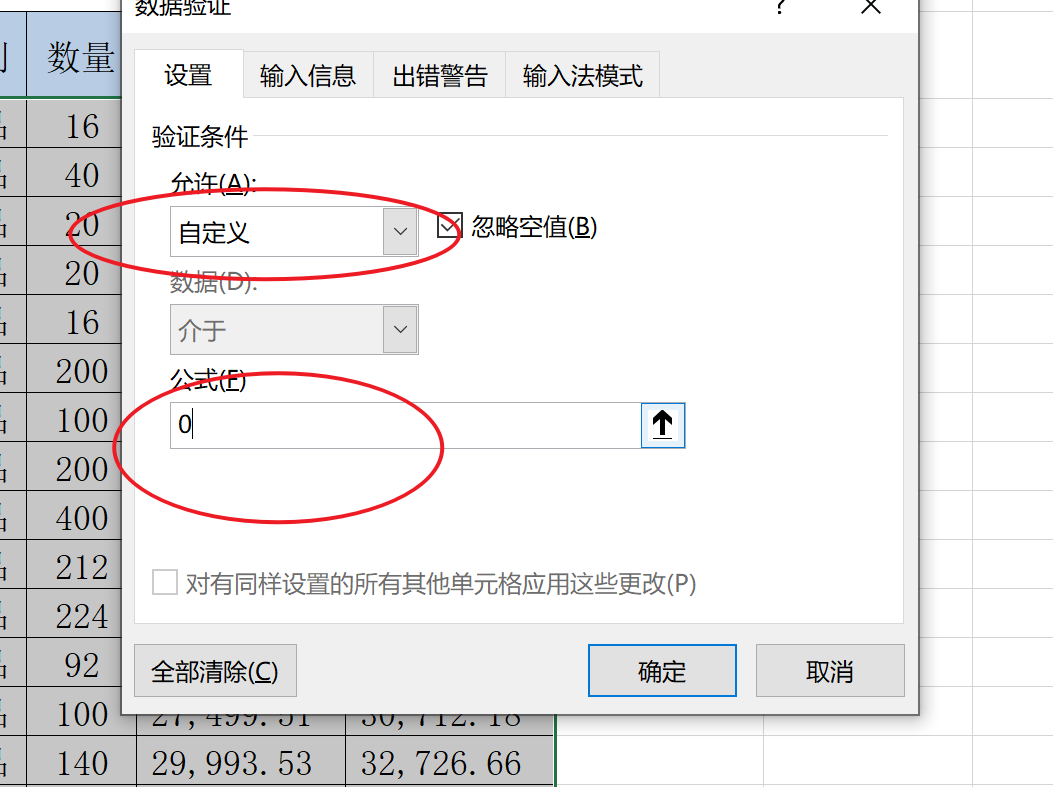 数据验证 ?
数量
设置 输入信息 出错警告 输入法模式
验证条件
允许(A):
自定义 忽略空值(B)
数据(D):
介于
公式(F)
0
对有同样设置的所有其他单元格应用这些更改(P)
全部清除(C) 确定 取消
16
40
20
20
16
200
100
200
400
212
224
92
100 27,499.51 30,712.18
140 29,993.53 32,726.66